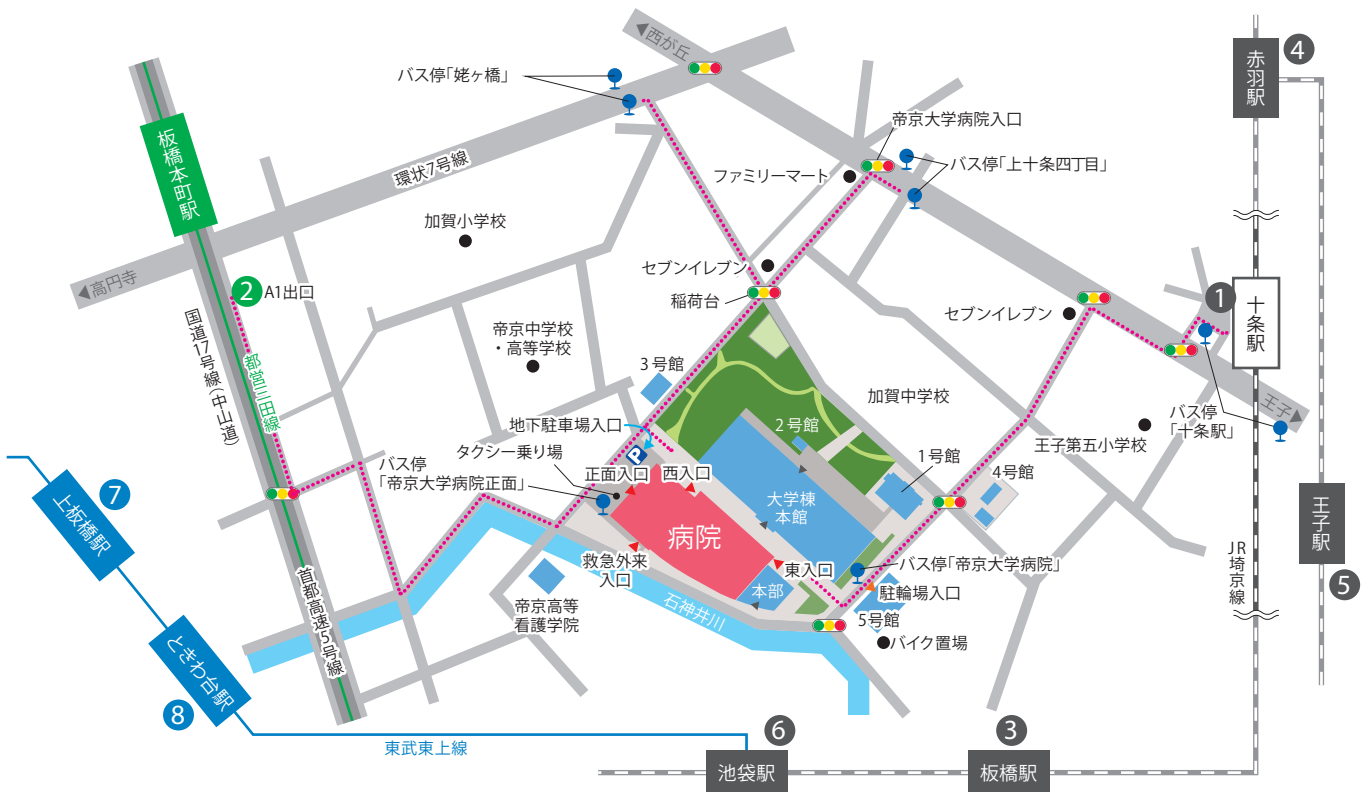 西が丘
④
赤羽駅
バス停「姥ヶ橋」
帝京大学病院入口
板橋本町駅
バス停「上十条四丁目」
環状7号線
ファミリーマート
加賀小学校
セブンイレブン
高円寺
②
A1出口
稲荷台
セブンイレブン
①
十条駅
国道17号線(中山道)
都営三田線
帝京中学校
・高等学校
3号館
加賀中学校
王子
バス停
「十条駅」
地下駐車場入口
2号館
王子第五小学校
タクシー乗り場
P
正面入口
西入口
1号館
4号館
バス停
「帝京大学病院正面」
大学棟
本館
⑦
上板橋駅
病院
王子駅
⑤
救急外来
入口
東入口
バス停「帝京大学病院」
JR埼京線
首都高速5号線
帝京高等
看護学院
石神井川
本部
駐輪場入口
5号館
バイク置場
ときわ台駅
⑧
東武東上線
⑥
池袋駅
③
板橋駅